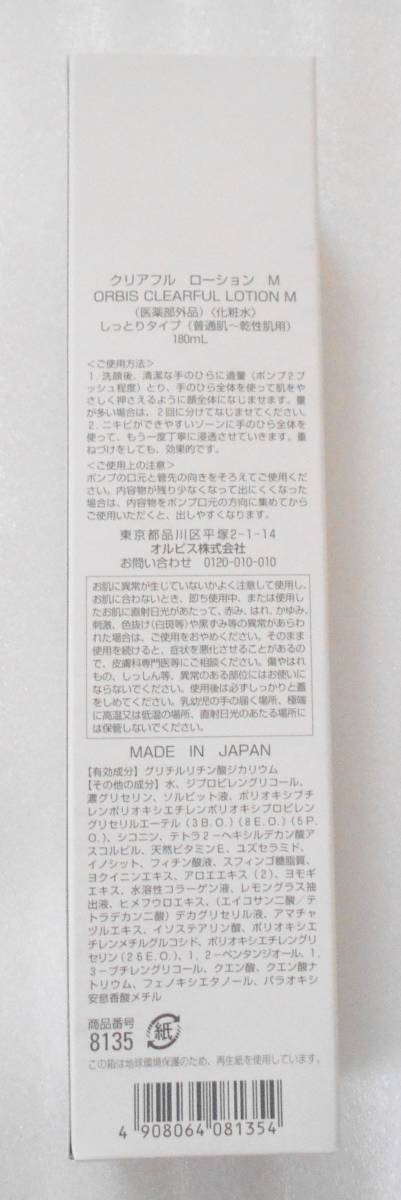 クリアフル ローション M
ORBIS CLEARFUL LOTION M
(医薬部外品)〈化粧水〉
しっとりタイプ(普通肌~乾性肌用)
180mL
<ご使用方法>
1.洗顔後、清潔な手のひらに適量(ポンプ2プ
ッシュ程度)とり、手のひら全体を使って肌をや
さしく押さえるように顔全体になじませます。量
が多い場合は、2回に分けてなじませてください。
2.ニキビができやすいゾーンに手のひら全体を
使って、もう一度丁寧に浸透させていきます。重
ねづけをしても、効果的です。
<ご使用上の注意>
ポンプの口元と管先の向きをそろえてご使用くだ
さい。内容物が残り少なくなって出にくくなった
場合は、内容物をポンプ口元の方向に集めてから
ご使用いただくと、出しやすくなります。
東京都品川区平塚2-1-14
オルビス株式会社
お問い合わせ 0120-010-010
お肌に異常が生じていないかよく注意して使用し、
お肌に合わないとき、即ち使用中、または使用し
たお肌に直射日光があたって、赤み、はれ、かゆみ、
刺激、色抜け(白斑等)や黒ずみ等の異常があらわ
れた場合は、ご使用をおやめください。そのまま
使用を続けると、症状を悪化させることがあるの
で、皮膚科専門医等にご相談ください。傷やはれ
もの、しっしん等、異常のある部位にはお使いに
ならないでください。使用後は必ずしっかりと蓋
をしめてください。乳幼児の手の届く場所、極端
に高温又は低温の場所、直射日光のあたる場所に
は保管しないでください。
MADE IN JAPAN
【有効成分】グリチルリチン酸ジカリウム
【その他の成分】水、ジプロピレングリコール、
濃グリセリン、ソルビット液、ポリオキシブチ
レンポリオキシエチレンポリオキシプロピレン
グリセリルエーテル(3B.O.)(8E.O.)(5P.
O.)、シコニン、テトラ2-ヘキシルデカン酸ア
スコルビル、天然ビタミンE、ユズセラミド、
イノシット、フィチン酸液、スフィンゴ糖脂質、
ヨクイニンエキス、アロエエキス(2)、ヨモギ
エキス、水溶性コラーゲン液、レモングラス抽
出液、ヒメフウロエキス、(エイコサン二酸/テ
トラデカン二酸)デカグリセリル液、アマチャ
ヅルエキス、イソステアリン酸、ポリオキシエ
チレンメチルグルコシド、ポリオキシエチレングリ
セリン(26E.O.)、1,2-ペンタンジオール、1,
3-ブチレングリコール、クエン酸、クエン酸ナ
トリウム、フェノキシエタノール、パラオキシ
安息香酸メチル
商品番号
8135
紙
この箱は地球環境保護のため、再生紙を使用しています。
4 908064 081354